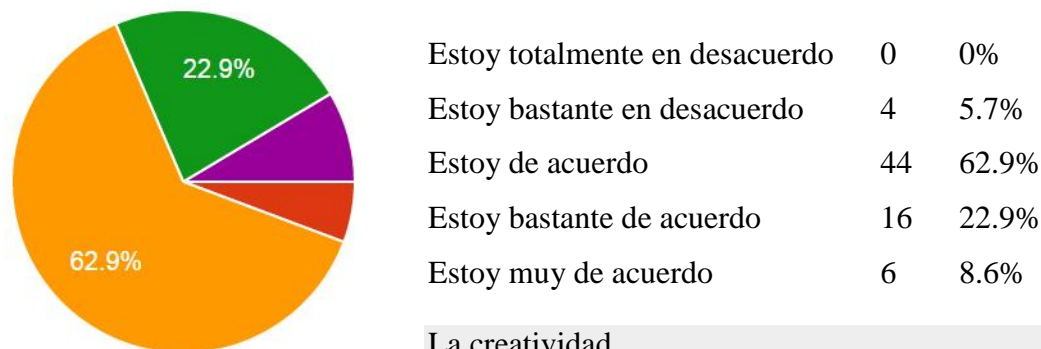 22.9%
62.9%
Estoy totalmente en desacuerdo 0 0%
Estoy bastante en desacuerdo 4 5.7%
Estoy de acuerdo 44 62.9%
Estoy bastante de acuerdo 16 22.9%
Estoy muy de acuerdo 6 8.6%
La creatividad